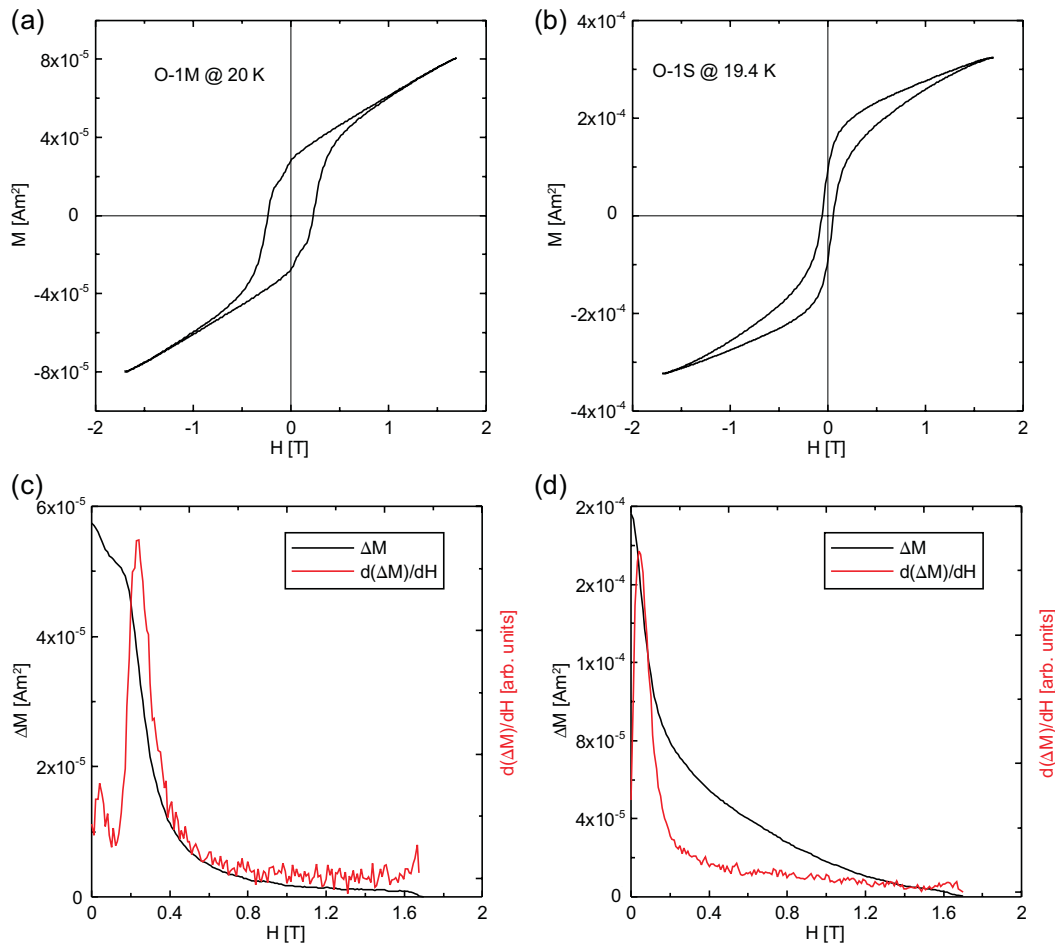 (a)
8x10-5
4x10-5
0
-4x10-5
-8x10-5
M [Am2]
O-1M @ 20 K
-2 -1 0 1 2
H [T]
(b)
4x10-4
2x10-4
0
-2x10-4
-4x10-4
M [Am2]
O-1S @ 19.4 K
-2 -1 0 1 2
H [T]
(c)
6x10-5
4x10-5
2x10-5
0
ΔM [Am2]
ΔM
d(ΔM)/dH
d(ΔM)/dH [arb. units]
0 0.4 0.8 1.2 1.6 2
H [T]
(d)
2x10-4
2x10-4
1x10-4
8x10-5
4x10-5
0
ΔM [Am2]
ΔM
d(ΔM)/dH
d(ΔM)/dH [arb. units]
0 0.4 0.8 1.2 1.6 2
H [T]